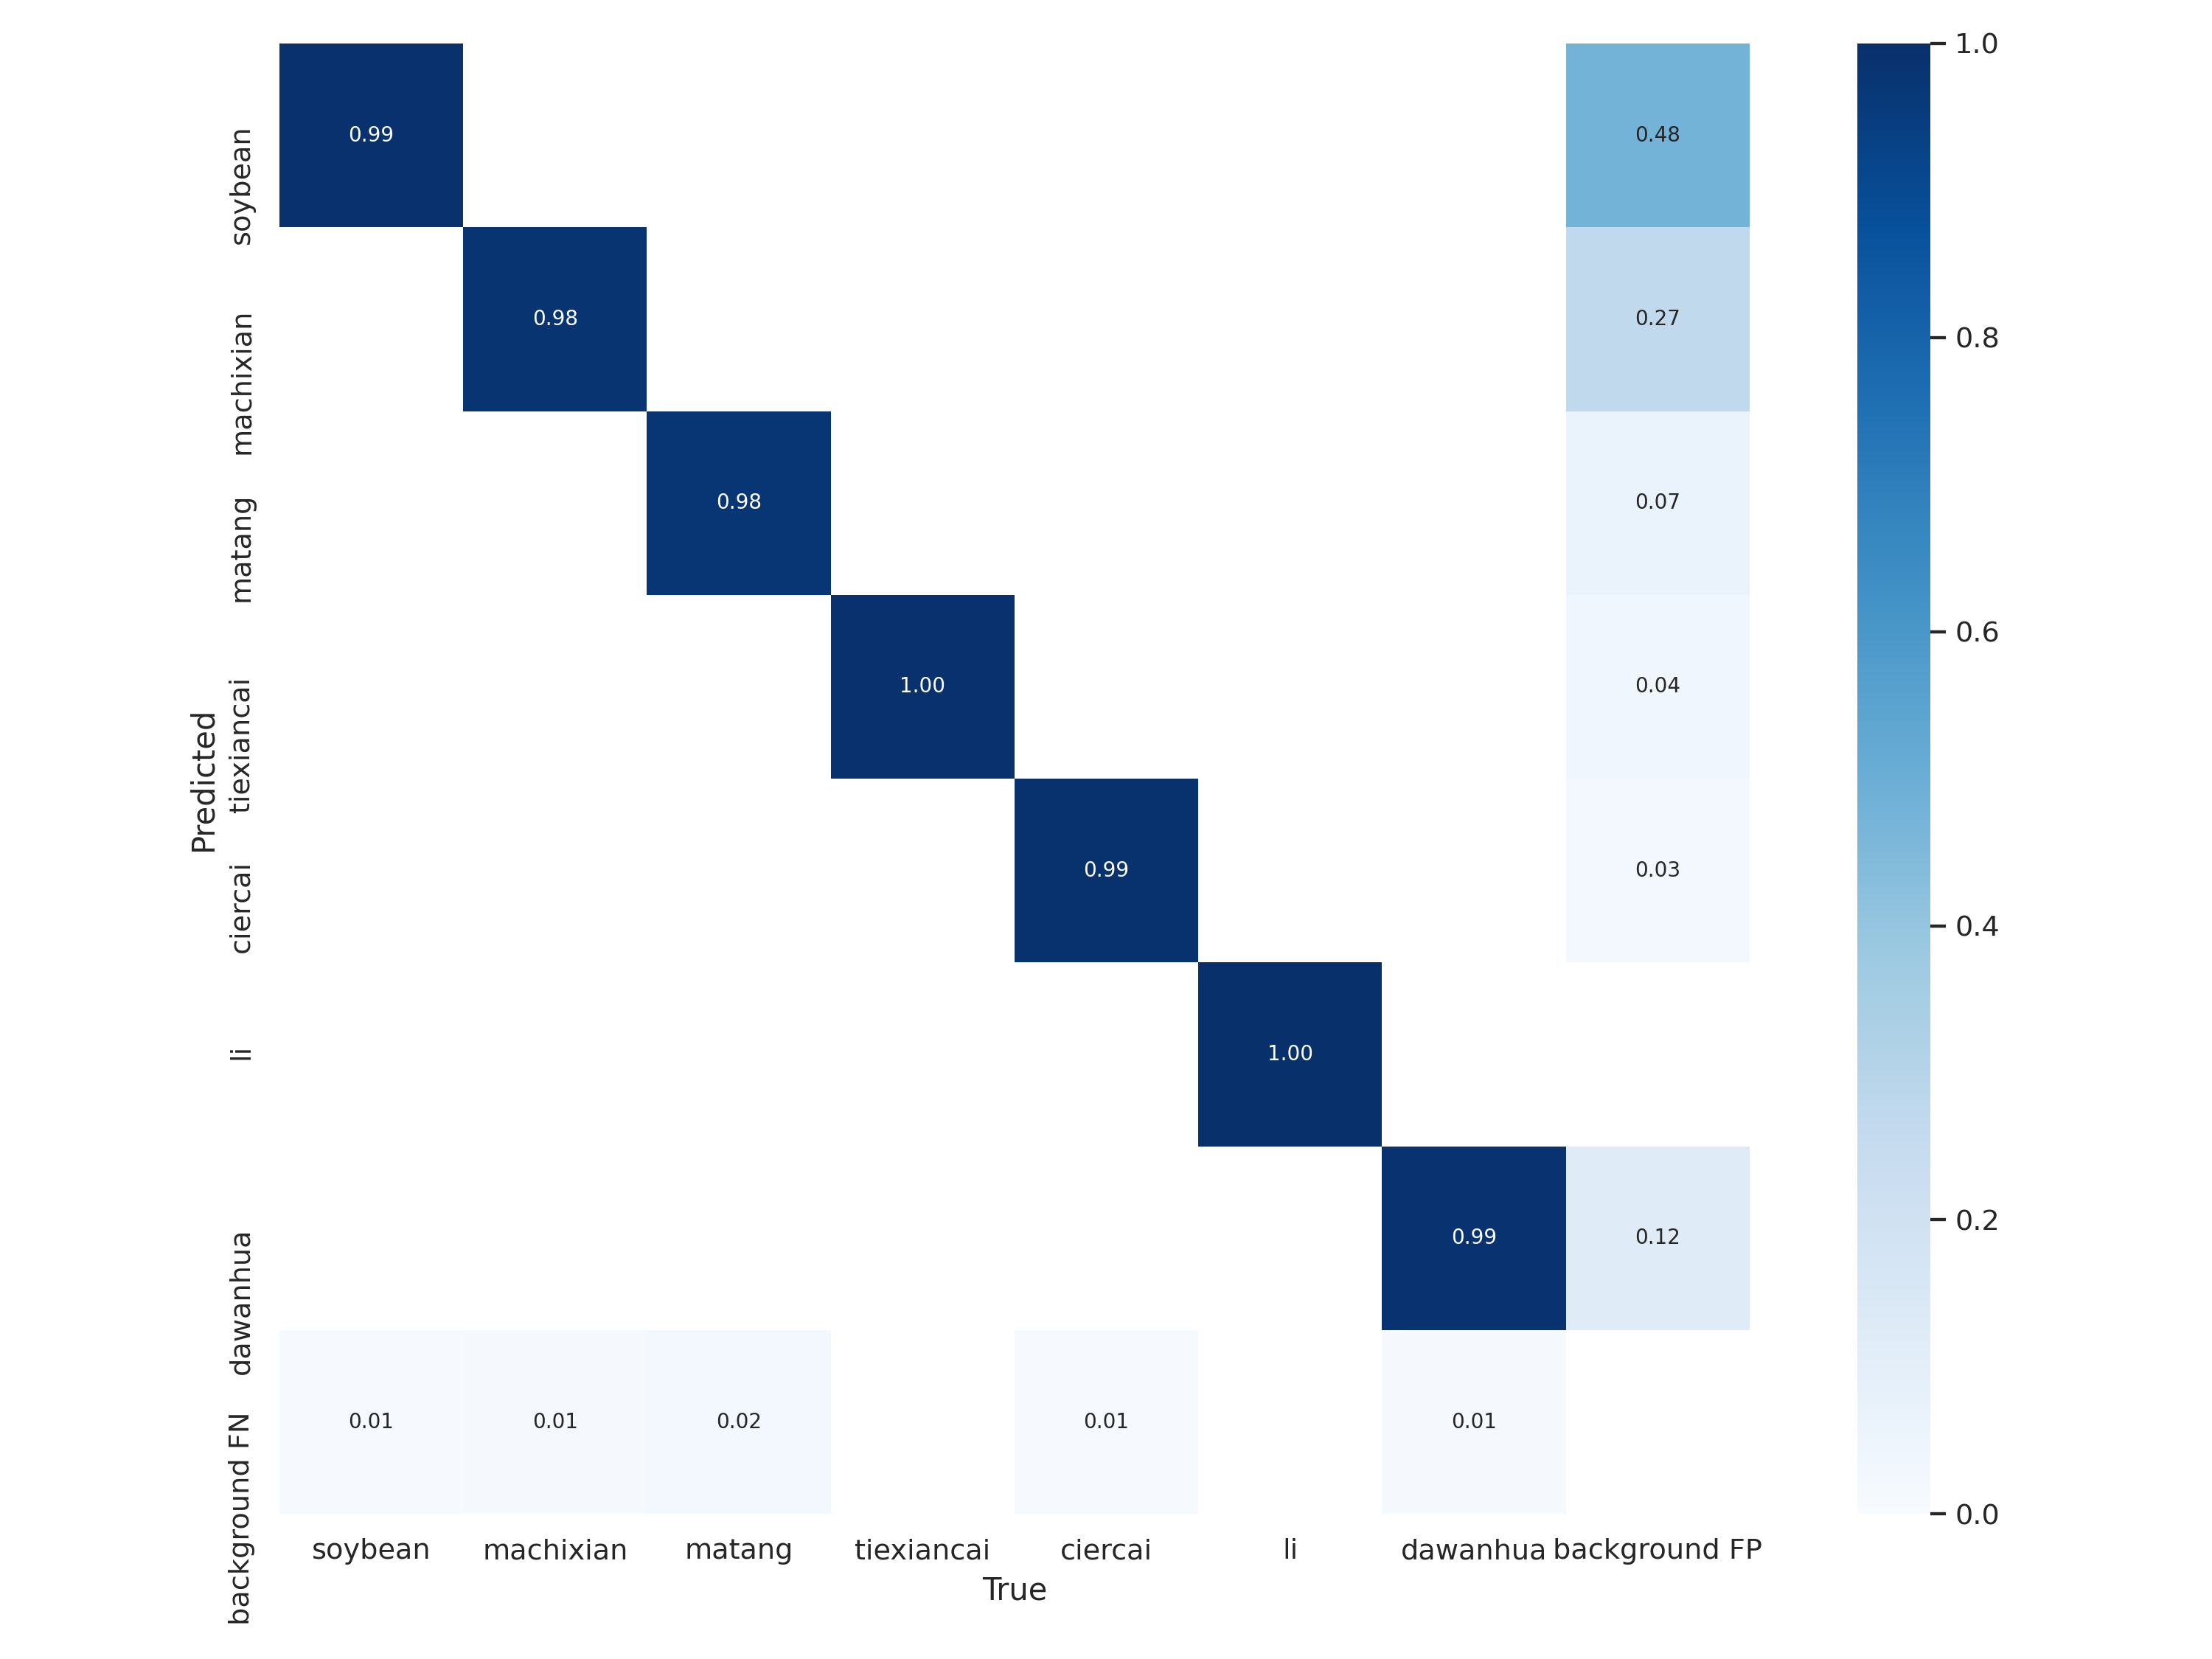 soybean
0.99
0.48
1.0
machixian
0.98
0.27
0.8
matang
0.98
0.07
0.6
tiexiancai
1.00
0.04
Predicted
ciercai
0.99
0.03
0.4
li
1.00
dawanhua
0.99
0.12
0.2
background FN
0.01
0.01
0.02
0.01
0.01
0.0
soybean
machixian
matang
tiexiancai
ciercai
li
dawanhua
background FP
True